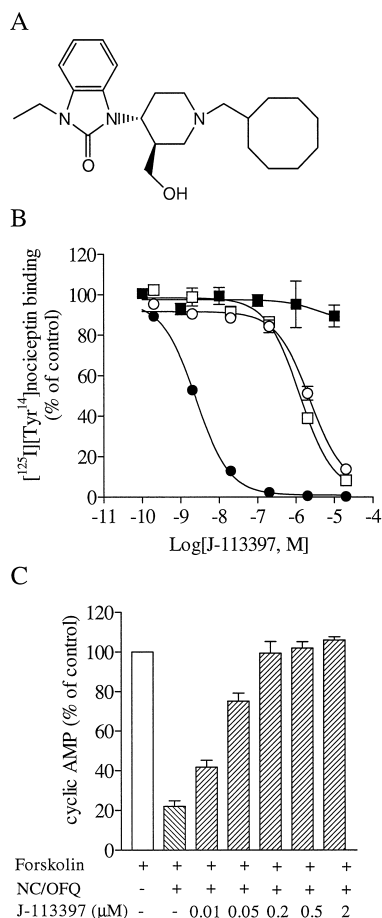 A
N
N
N
O
OH
B
[125I][Tyr14]nociceptin binding
(% of control)
120
100
80
60
40
20
0
-11 -10 -9 -8 -7 -6 -5 -4
Log[J-113397, M]
C
cyclic AMP (% of control)
120
100
80
60
40
20
0
Forskolin + + + + + + +
NC/OFQ - + + + + + +
J-113397 (μM) - - 0.01 0.05 0.2 0.5 2